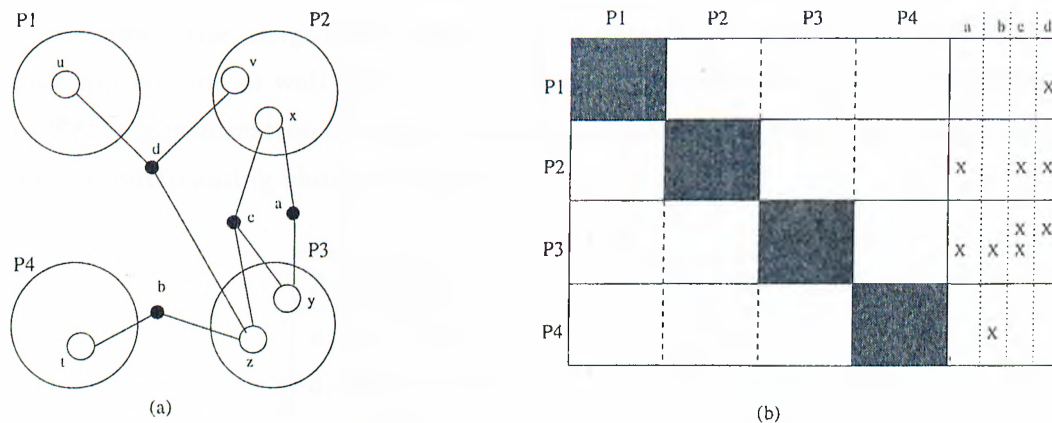 P1
P2
u
v
x
d
c
a
P4
P3
b
y
t
z
(a)
P1 P2 P3 P4 a b c d
P1 X
P2 X X X
X X
P3 X X X
P4 X
(b)